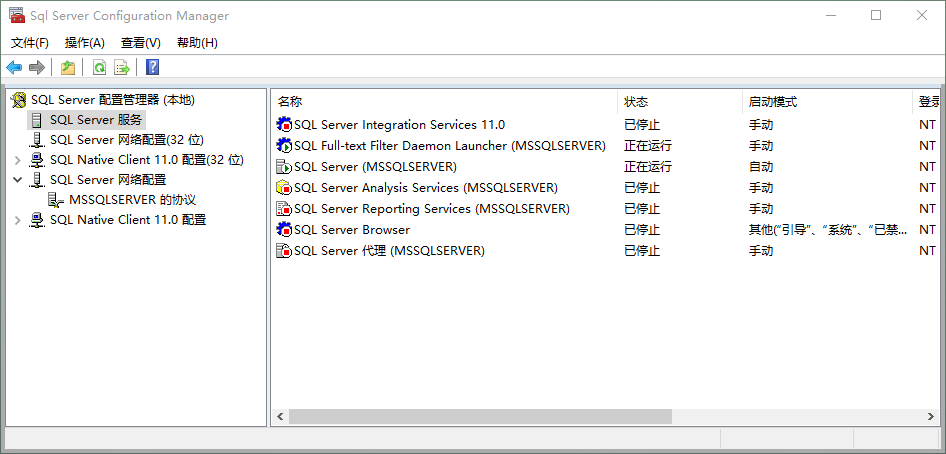 Sql Server Configuration Manager
文件(F) 操作(A) 查看(V) 帮助(H)
SQL Server 配置管理器 (本地)
SQL Server 服务
SQL Server 网络配置(32 位)
SQL Native Client 11.0 配置(32 位)
SQL Server 网络配置
MSSQLSERVER 的协议
SQL Native Client 11.0 配置
名称 状态 启动模式 登录
SQL Server Integration Services 11.0 已停止 手动 NT
SQL Full-text Filter Daemon Launcher (MSSQLSERVER) 正在运行 手动 NT
SQL Server (MSSQLSERVER) 正在运行 自动 NT
SQL Server Analysis Services (MSSQLSERVER) 已停止 手动 NT
SQL Server Reporting Services (MSSQLSERVER) 已停止 手动 NT
SQL Server Browser 已停止 其他("引导"、"系统"、"已禁... NT
SQL Server 代理 (MSSQLSERVER) 已停止 手动 NT